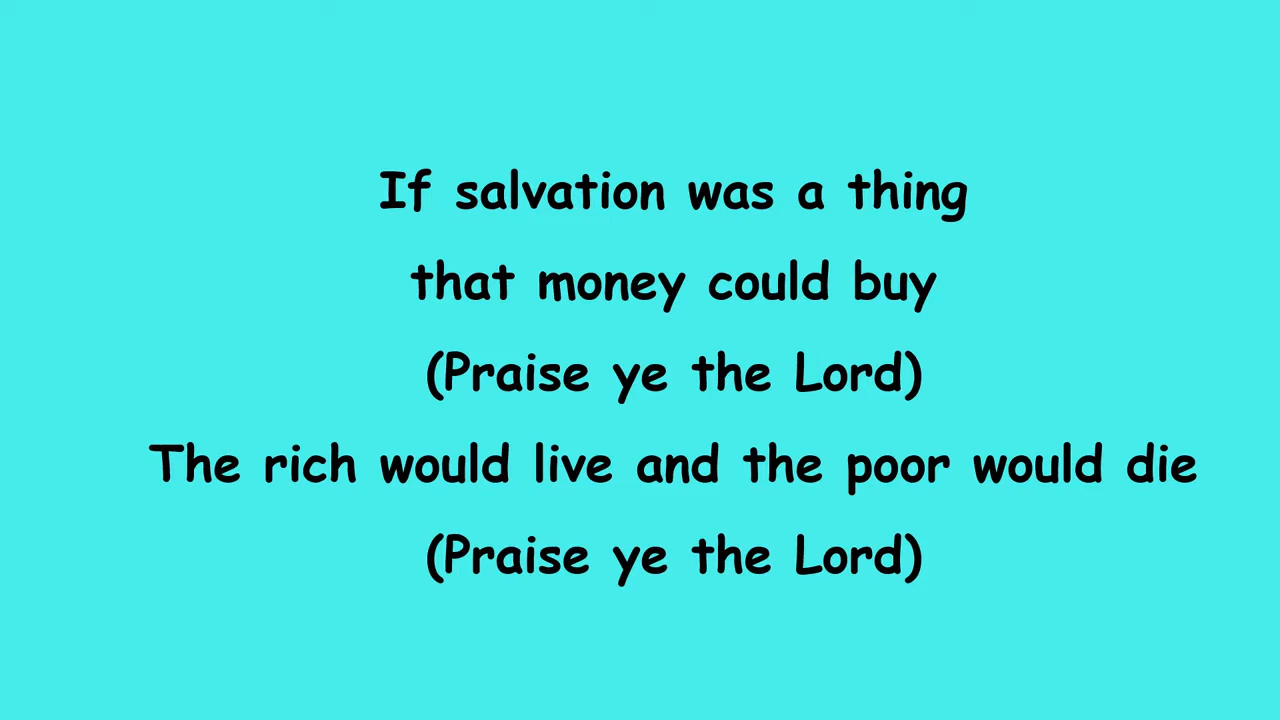 If salvation was a thing
that money could buy
(Praise ye the Lord)
The rich would live and the poor would die
(Praise ye the Lord)